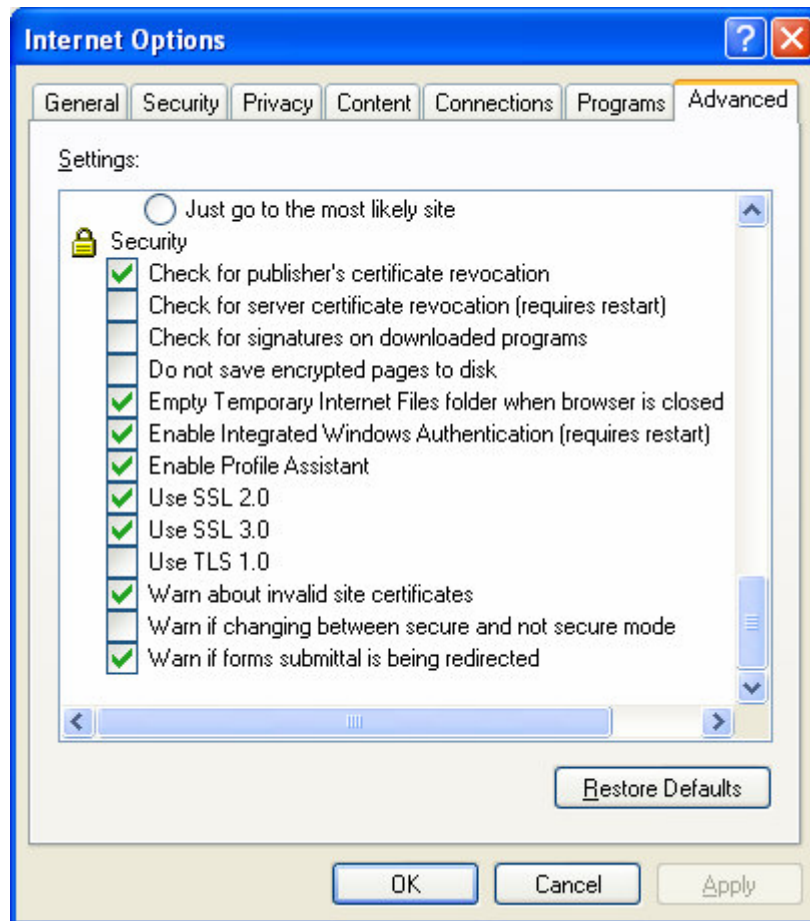 Internet Options
General Security Privacy Content Connections Programs Advanced
Settings:
Just go to the most likely site
Security
Check for publisher's certificate revocation
Check for server certificate revocation (requires restart)
Check for signatures on downloaded programs
Do not save encrypted pages to disk
Empty Temporary Internet Files folder when browser is closed
Enable Integrated Windows Authentication (requires restart)
Enable Profile Assistant
Use SSL 2.0
Use SSL 3.0
Use TLS 1.0
Warn about invalid site certificates
Warn if changing between secure and not secure mode
Warn if forms submittal is being redirected
Restore Defaults
OK Cancel Apply